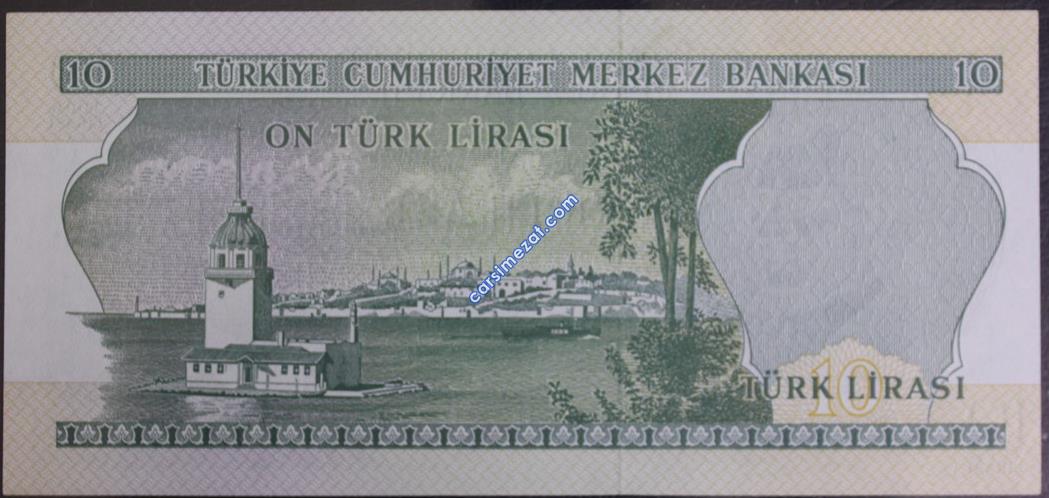 10 TÜRKİYE CUMHURİYET MERKEZ BANKASI 10
ON TÜRK LİRASI
carsimezat.com
10
TÜRK LİRASI